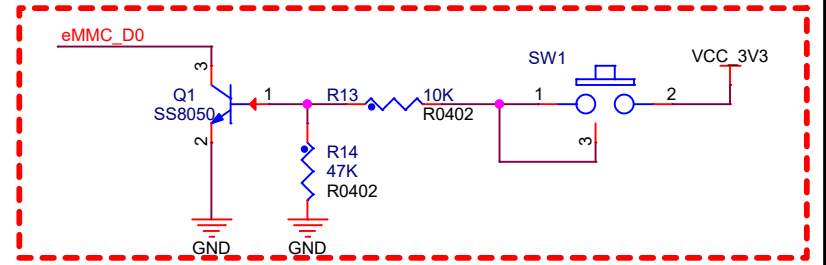 eMMC_D0
SW1
VCC_3V3
3
Q1
SS8050
1
R13
10K
R0402
1
2
2
R14
47K
R0402
3
GND
GND